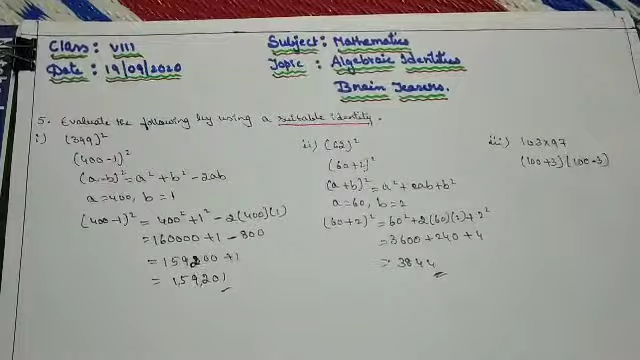 Class: VIII
Subject: Mathematics
Date: 19/09/2020
Topic: Algebraic Identities
Brain Teasers.
5. Evaluate the following by using a suitable identity.
i) (399)²
(400-1)²
(a-b)² = a² + b² - 2ab
a = 400, b = 1
(400-1)² = 400² + 1² - 2(400)(1)
= 160000 + 1 - 800
= 159200 + 1
= 1,59,201
ii) (62)²
(60+2)²
(a+b)² = a² + 2ab + b²
a = 60, b = 2
(60+2)² = 60² + 2(60)(2) + 2²
= 3600 + 240 + 4
= 3844
iii) 103×97
(100+3)(100-3)